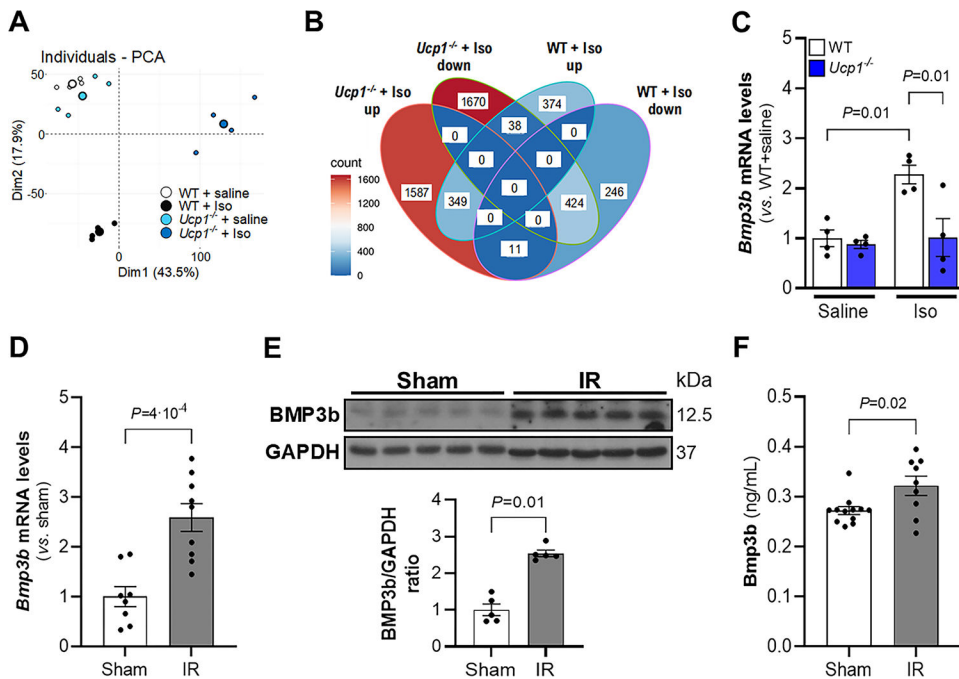 A
Individuals - PCA
50
0
-50
Dim2 (17.9%)
0
100
Dim1 (43.5%)
WT + saline
WT + Iso
Ucp1-/- + saline
Ucp1-/- + Iso
B
Ucp1-/- + Iso
up
Ucp1-/- + Iso
down
WT + Iso
up
WT + Iso
down
1670
374
38
0
0
0
0
1587
246
0
349
424
0
0
11
count
1600
1200
800
400
0
C
WT
Ucp1-/-
P=0.01
P=0.01
Bmp3b mRNA levels
(vs. WT+saline)
5
4
3
2
1
0
Saline
Iso
D
Bmp3b mRNA levels
(vs. sham)
5
4
3
2
1
0
P=4·10-4
Sham
IR
E
Sham
IR
kDa
BMP3b
12.5
GAPDH
37
BMP3b/GAPDH
ratio
4
3
2
1
0
P=0.01
Sham
IR
F
Bmp3b (ng/mL)
0.5
0.4
0.3
0.2
0.1
0.0
P=0.02
Sham
IR